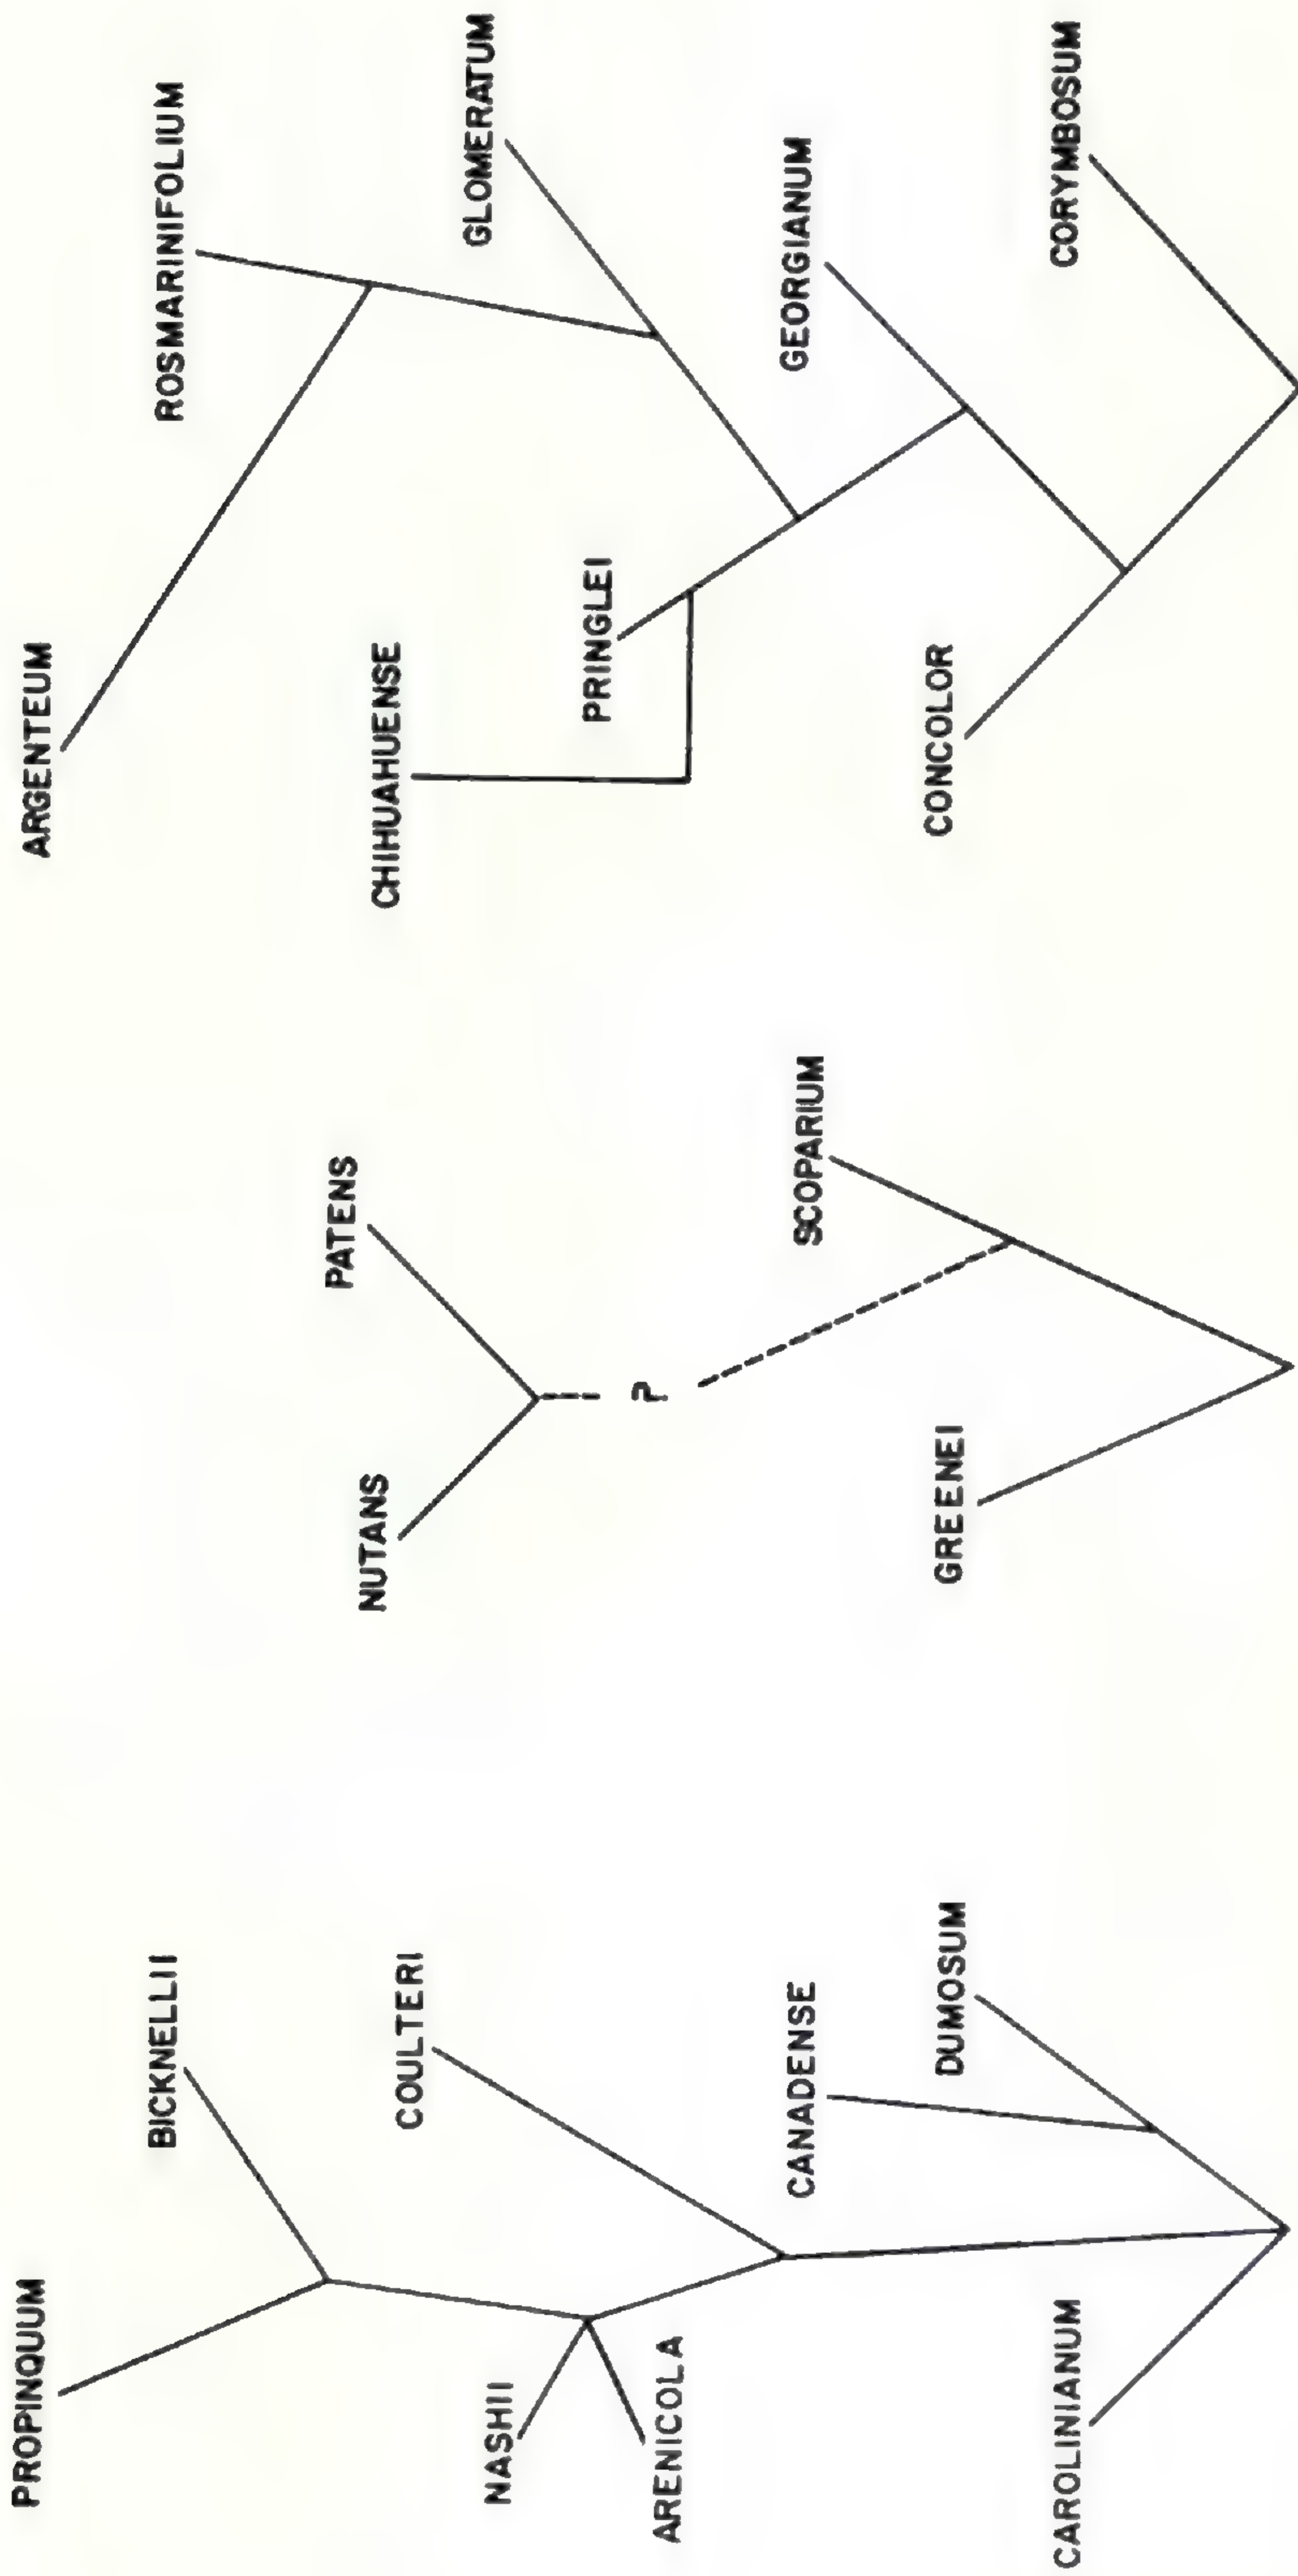 PROPINQUUM
BICKNELLII
COULTERI
NASHII
ARENICOLA
CANADENSE
DUMOSUM
CAROLINIANUM
PATENS
NUTANS
?
SCOPARIUM
GREENEI
ARGENTEUM
ROSMARINIFOLIUM
CHIHUAHUENSE
GLOMERATUM
PRINGLEI
GEORGIANUM
CONCOLOR
CORYMBOSUM